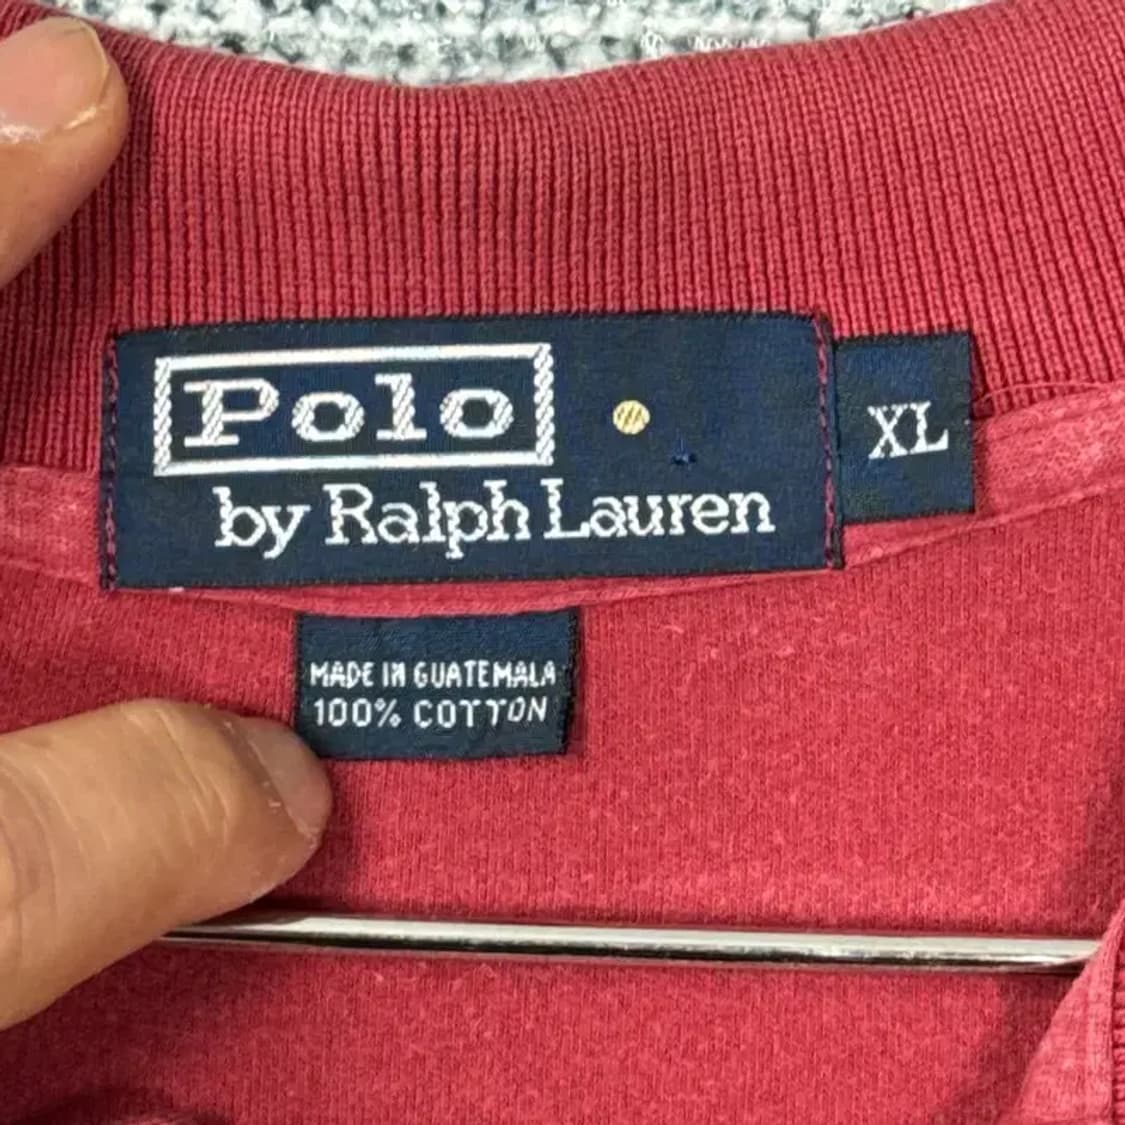 Polo
by Ralph Lauren
XL
MADE IN GUATEMALA
100% COTTON